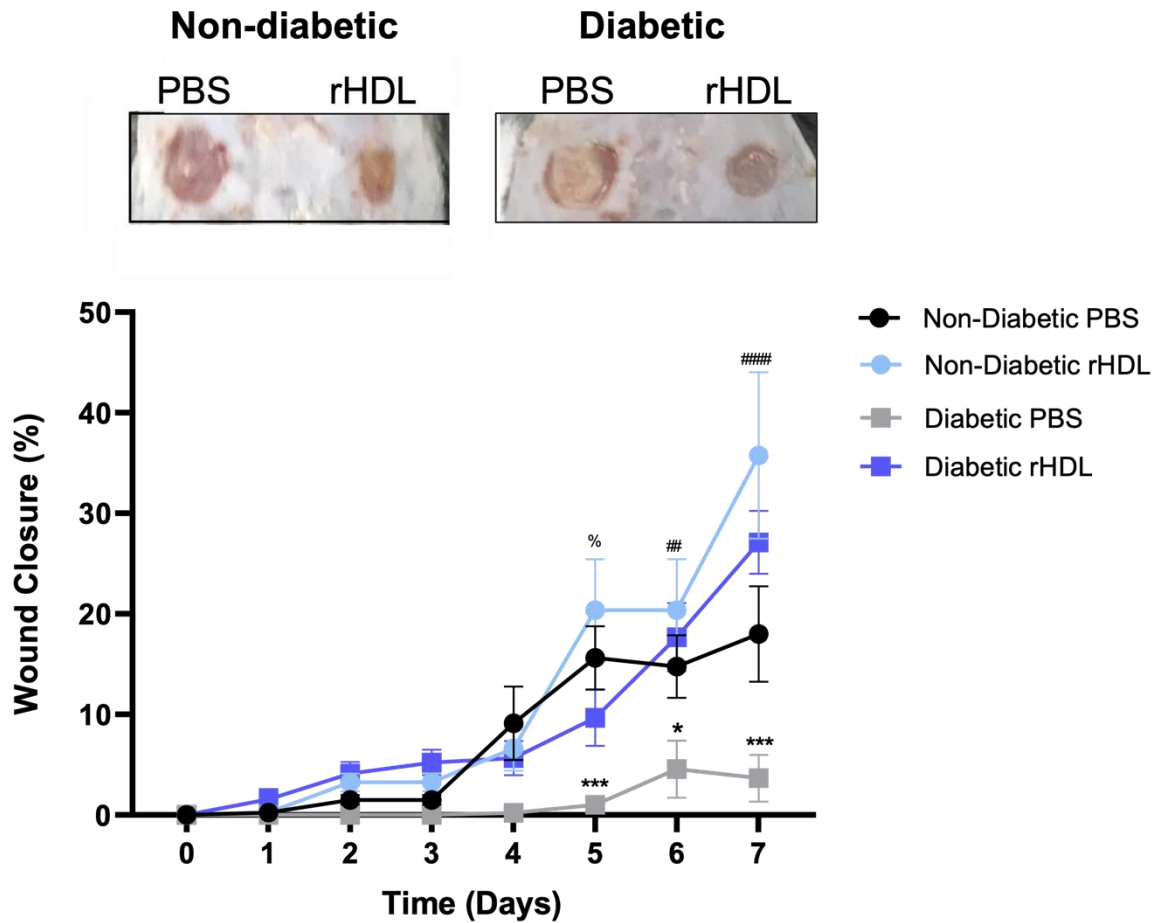 Non-diabetic
Diabetic
PBS
rHDL
PBS
rHDL
50
40
30
20
10
0
Wound Closure (%)
####
%
##
*
***
***
0 1 2 3 4 5 6 7
Time (Days)
Non-Diabetic PBS
Non-Diabetic rHDL
Diabetic PBS
Diabetic rHDL